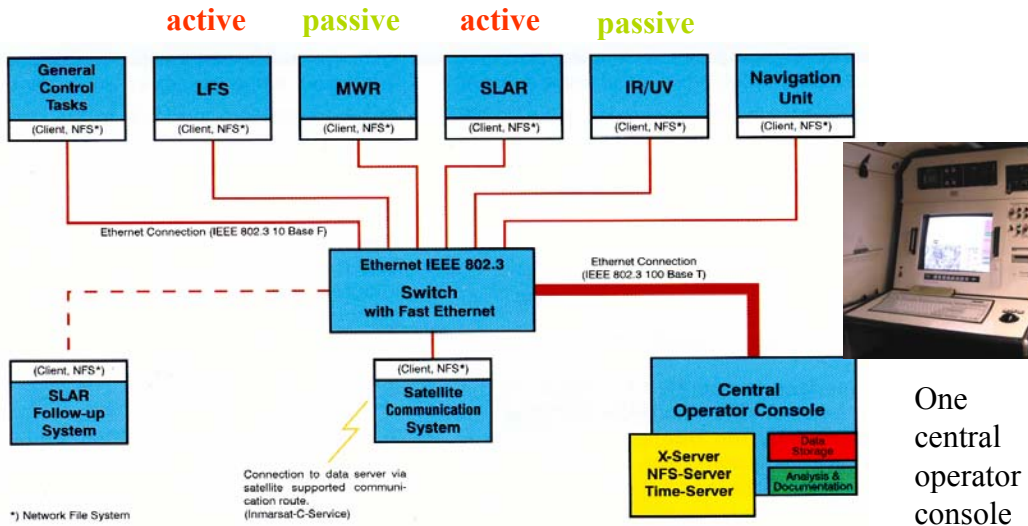 active passive active passive
General
Control
Tasks
(Client, NFS*)
LFS
(Client, NFS*)
MWR
(Client, NFS*)
SLAR
(Client, NFS*)
IR/UV
(Client, NFS*)
Navigation
Unit
(Client, NFS*)
Ethernet Connection (IEEE 802.3 10 Base F)
Ethernet IEEE 802.3
Switch
with Fast Ethernet
Ethernet Connection
(IEEE 802.3 100 Base T)
(Client, NFS*)
SLAR
Follow-up
System
(Client, NFS*)
Satellite
Communication
System
Central
Operator Console
X-Server
NFS-Server
Time-Server
Data
Storage
Analysis &
Documentation
One
central
operator
console
Connection to data server via
satellite supported communi-
cation route.
(Inmarsat-C-Service)
*) Network File System